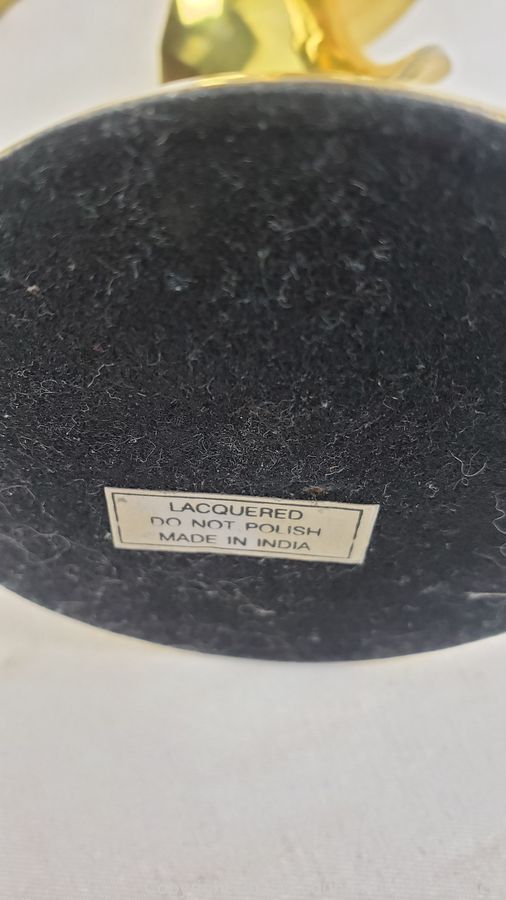 LACQUERED
DO NOT POLISH
MADE IN INDIA